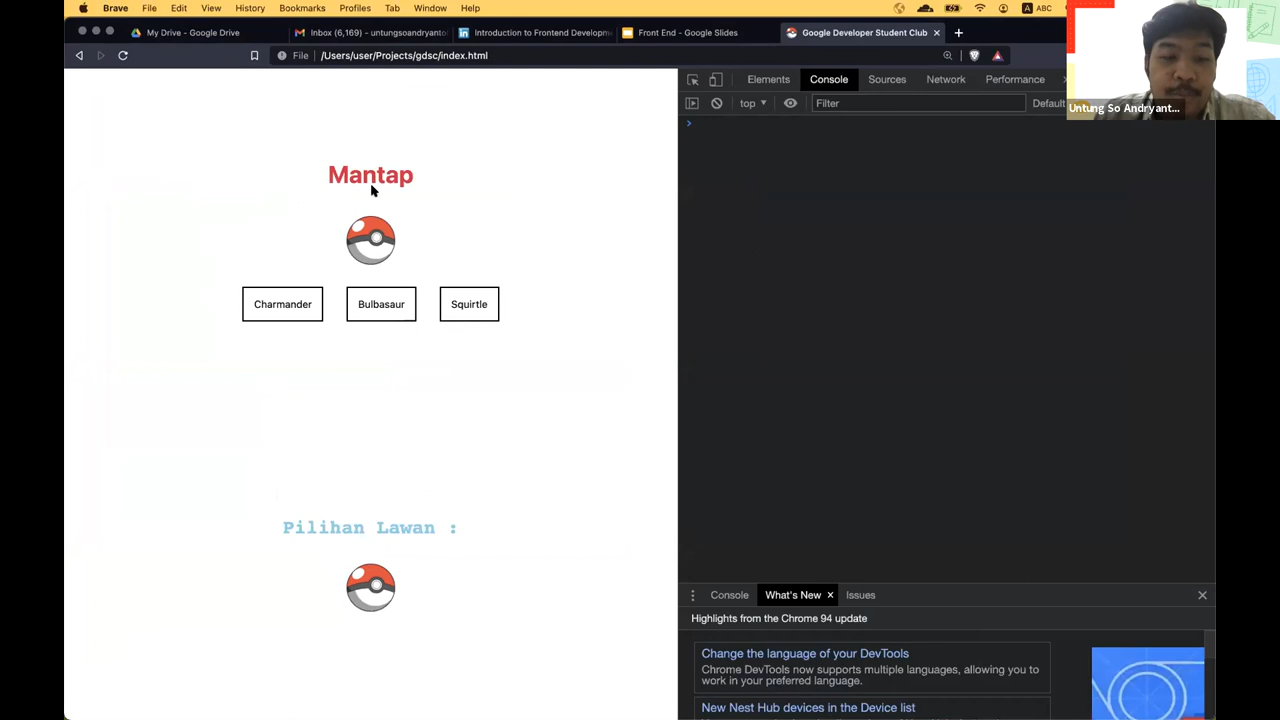 Brave File Edit View History Bookmarks Profiles Tab Window Help ABC
My Drive - Google Drive Inbox (6,169) - untungsoandryanto Introduction to Frontend Developm Front End - Google Slides Google Developer Student Club
File /Users/user/Projects/gdsc/index.html
Elements Console Sources Network Performance
top Filter Default
Untung So Andryant...
Mantap
Charmander Bulbasaur Squirtle
Pilihan Lawan :
Console What's New Issues
Highlights from the Chrome 94 update
Change the language of your DevTools
Chrome DevTools now supports multiple languages, allowing you to
work in your preferred language.
New Nest Hub devices in the Device list